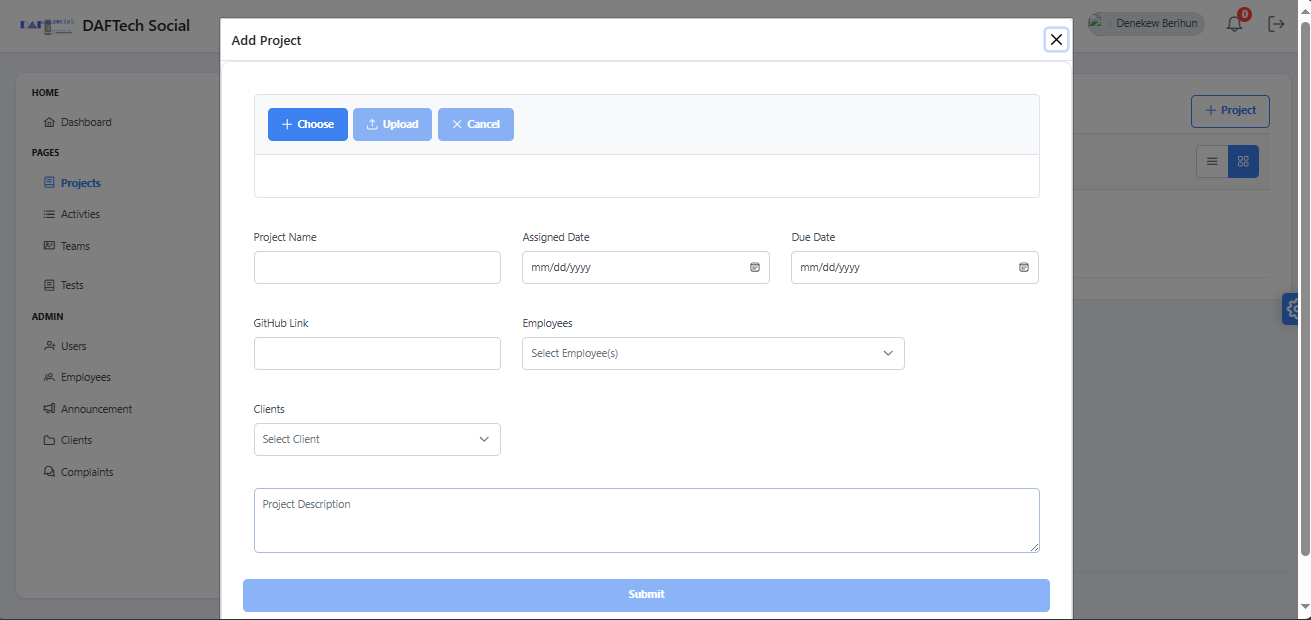 DAFTech Social
Denekew Berihun
0
Add Project
HOME
Dashboard
PAGES
Projects
Activties
Teams
Tests
ADMIN
Users
Employees
Announcement
Clients
Complaints
Project
Choose
Upload
Cancel
Project Name
Assigned Date
Due Date
mm/dd/yyyy
mm/dd/yyyy
GitHub Link
Employees
Select Employee(s)
Clients
Select Client
Project Description
Submit